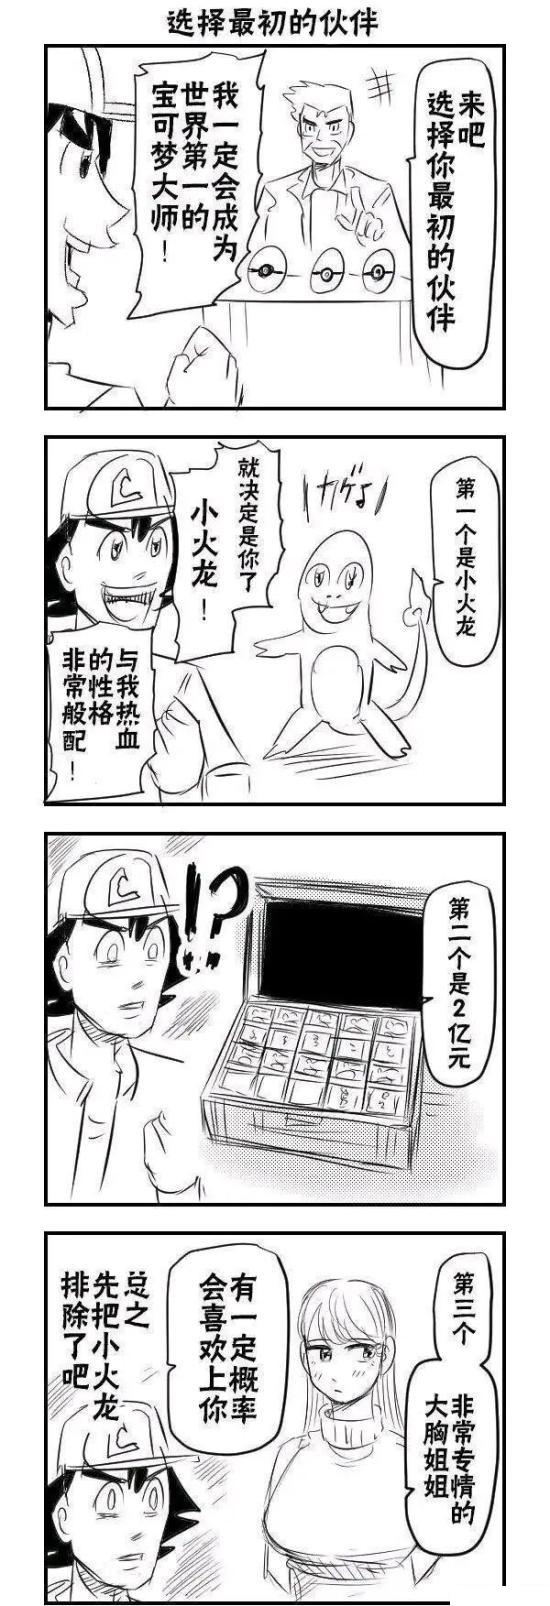 选择最初的伙伴
来吧
选择你最初的伙伴
我一定会成为
世界第一的
宝可梦大师！
第一个是小火龙
カゲ
就决定是你了
小火龙！
与我热血
的性格
非常般配！
第二个是2亿元
!?
第三个
非常专情的
大胸姐姐
有一定概率
会喜欢上你
总之
先把小火龙
排除了吧